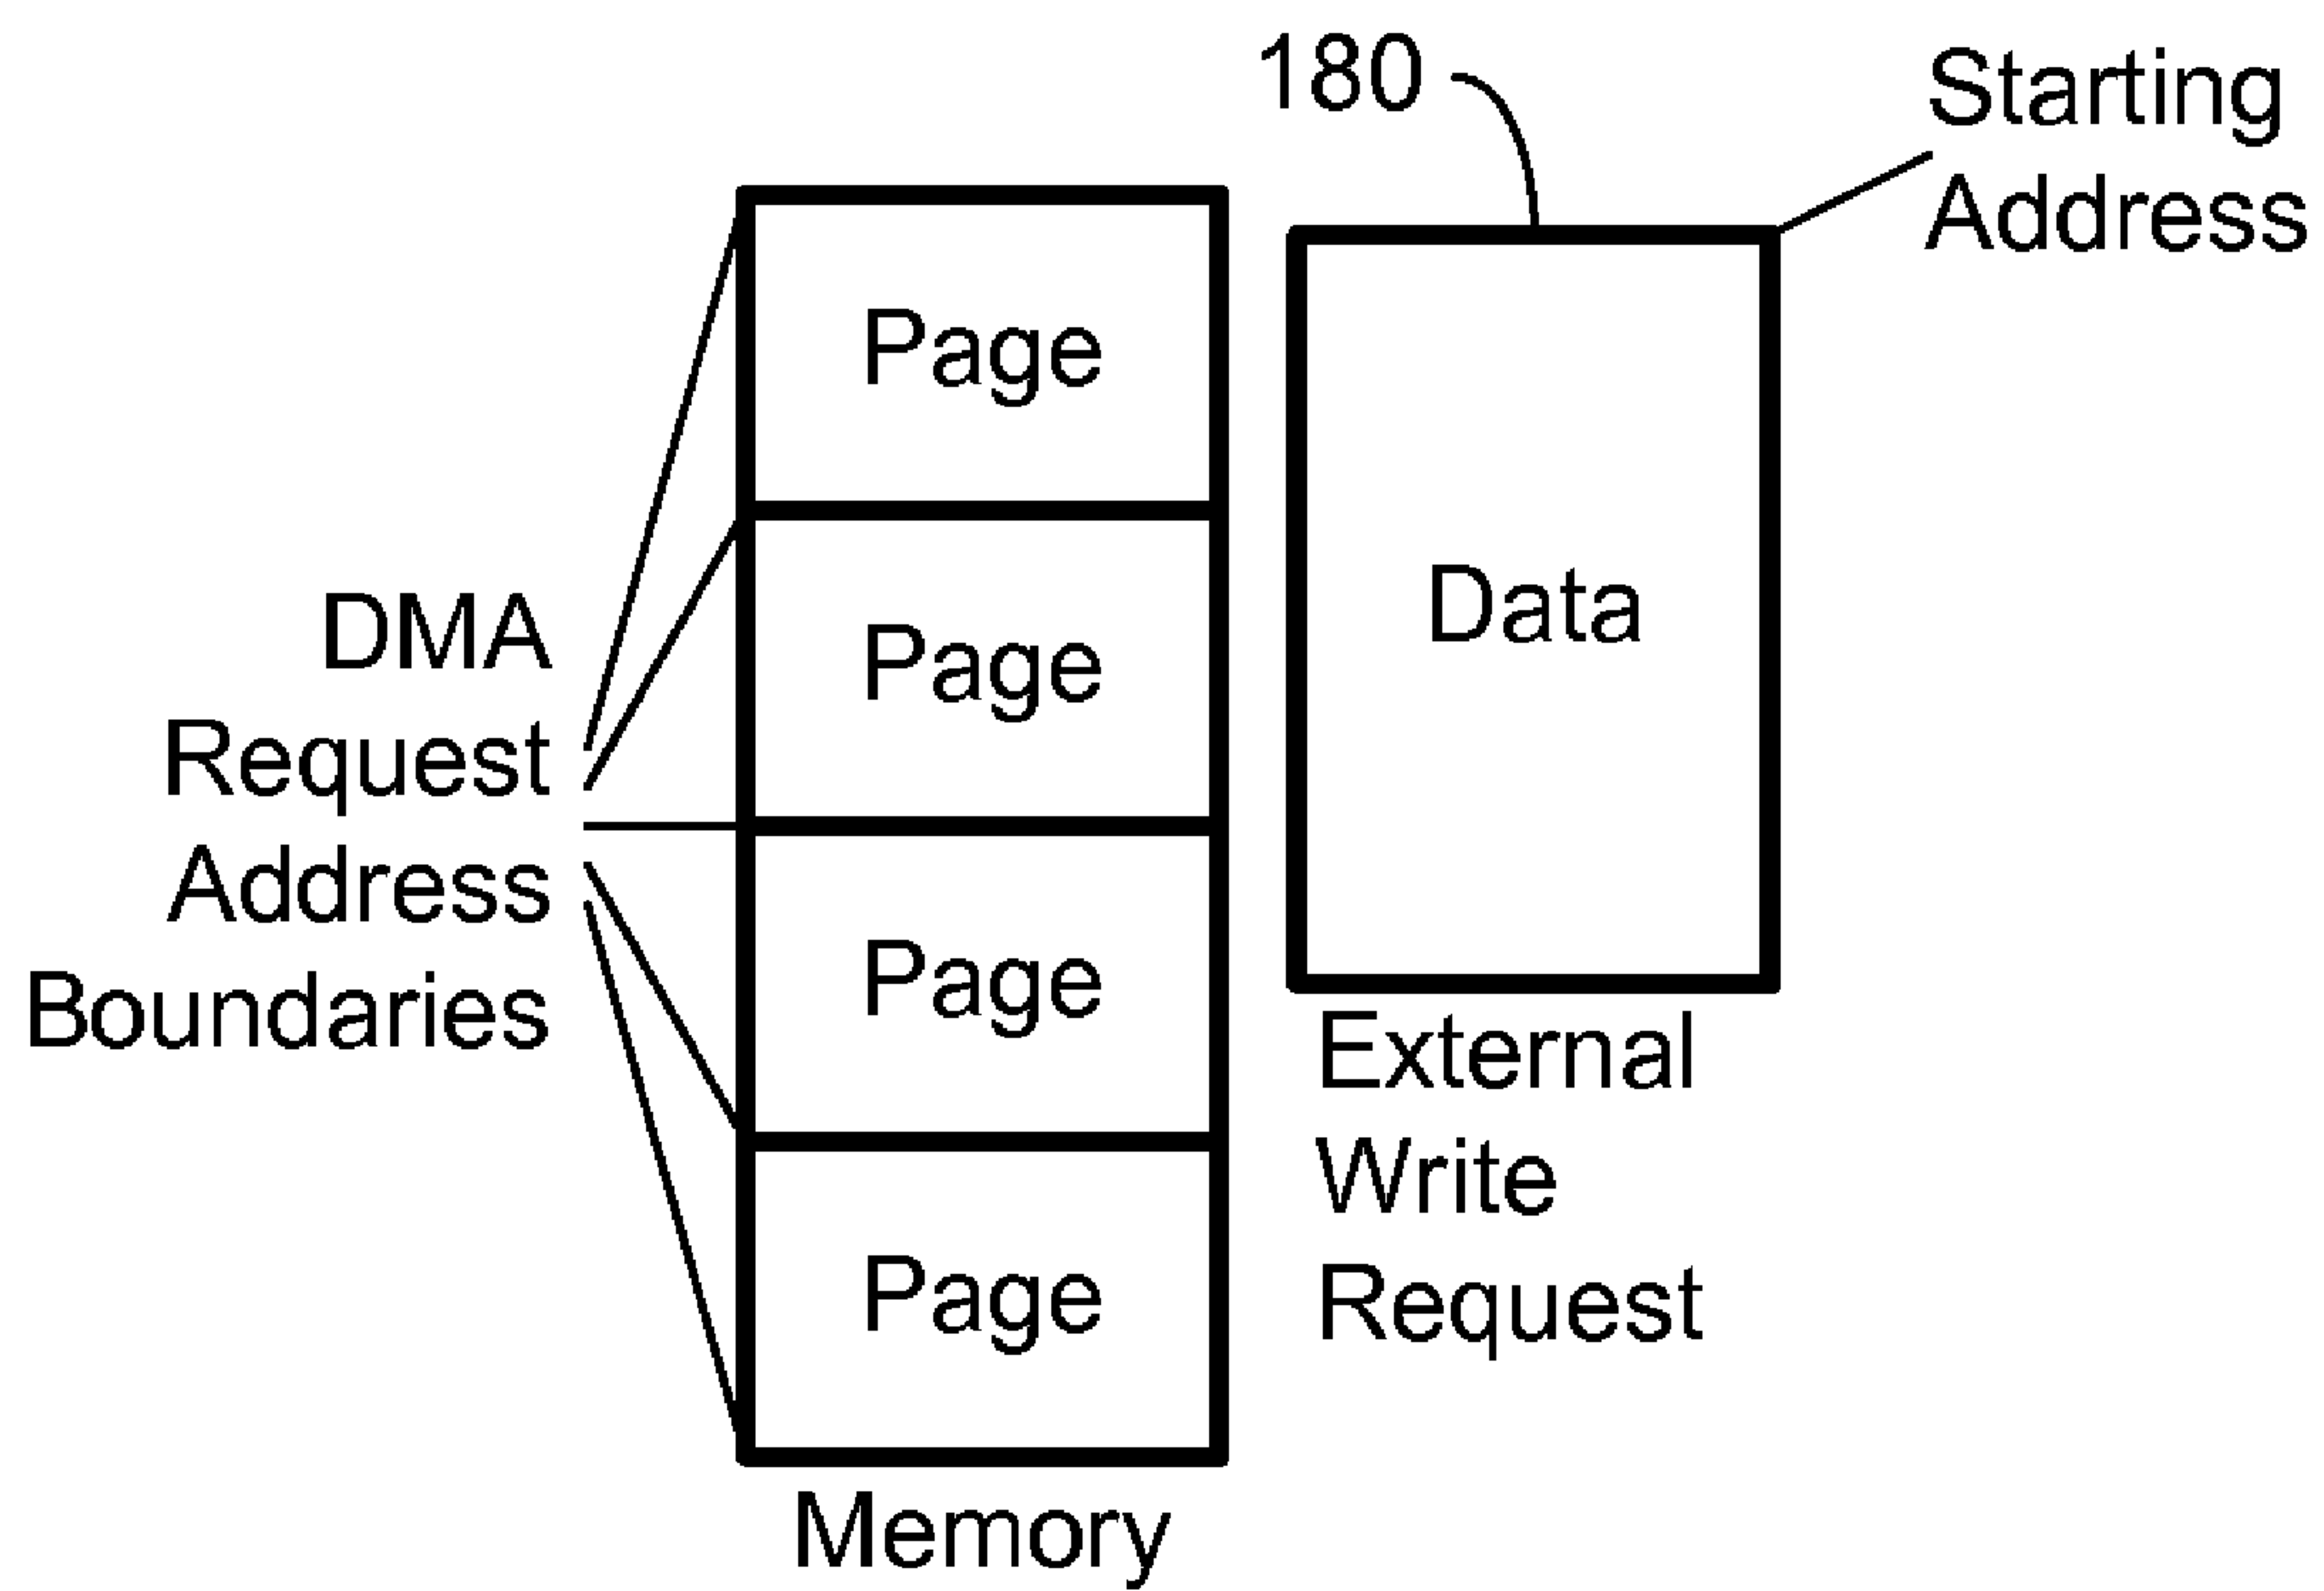 180
Starting
Address
Page
Page
Data
DMA
Request
Address
Boundaries
Page
Page
External
Write
Request
Memory